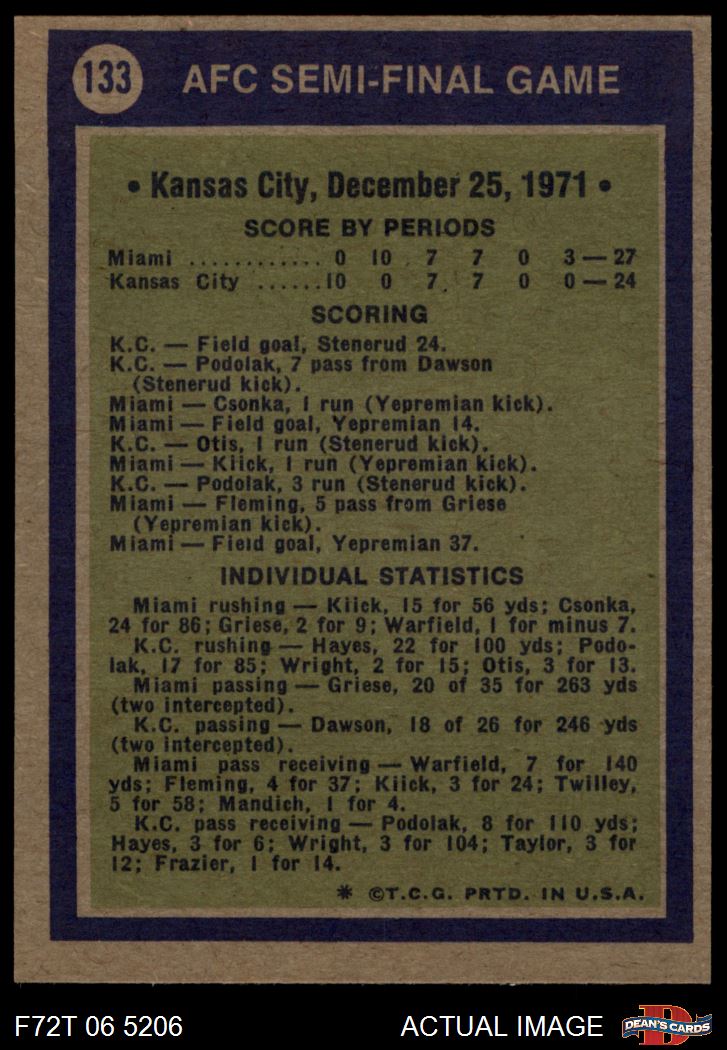 133 AFC SEMI-FINAL GAME
• Kansas City, December 25, 1971 •
SCORE BY PERIODS
Miami ............ 0 10 7 7 0 3 — 27
Kansas City ......10 0 7 7 0 0 — 24
SCORING
K.C. — Field goal, Stenerud 24.
K.C. — Podolak, 7 pass from Dawson
(Stenerud kick).
Miami — Csonka, 1 run (Yepremian kick).
Miami — Field goal, Yepremian 14.
K.C. — Otis, 1 run (Stenerud kick).
Miami — Kiick, 1 run (Yepremian kick).
K.C. — Podolak, 3 run (Stenerud kick).
Miami — Fleming, 5 pass from Griese
(Yepremian kick).
Miami — Field goal, Yepremian 37.
INDIVIDUAL STATISTICS
Miami rushing — Kiick, 15 for 56 yds; Csonka,
24 for 86; Griese, 2 for 9; Warfield, 1 for minus 7.
K.C. rushing — Hayes, 22 for 100 yds; Podo-
lak, 17 for 85; Wright, 2 for 15; Otis, 3 for 13.
Miami passing — Griese, 20 of 35 for 263 yds
(two intercepted).
K.C. passing — Dawson, 18 of 26 for 246 yds
(two intercepted).
Miami pass receiving — Warfield, 7 for 140
yds; Fleming, 4 for 37; Kiick, 3 for 24; Twilley,
5 for 58; Mandich, 1 for 4.
K.C. pass receiving — Podolak, 8 for 110 yds;
Hayes, 3 for 6; Wright, 3 for 104; Taylor, 3 for
12; Frazier, 1 for 14.
* ©T.C.G. PRTD. IN U.S.A.
F72T 06 5206 ACTUAL IMAGE D DEAN'S CARDS